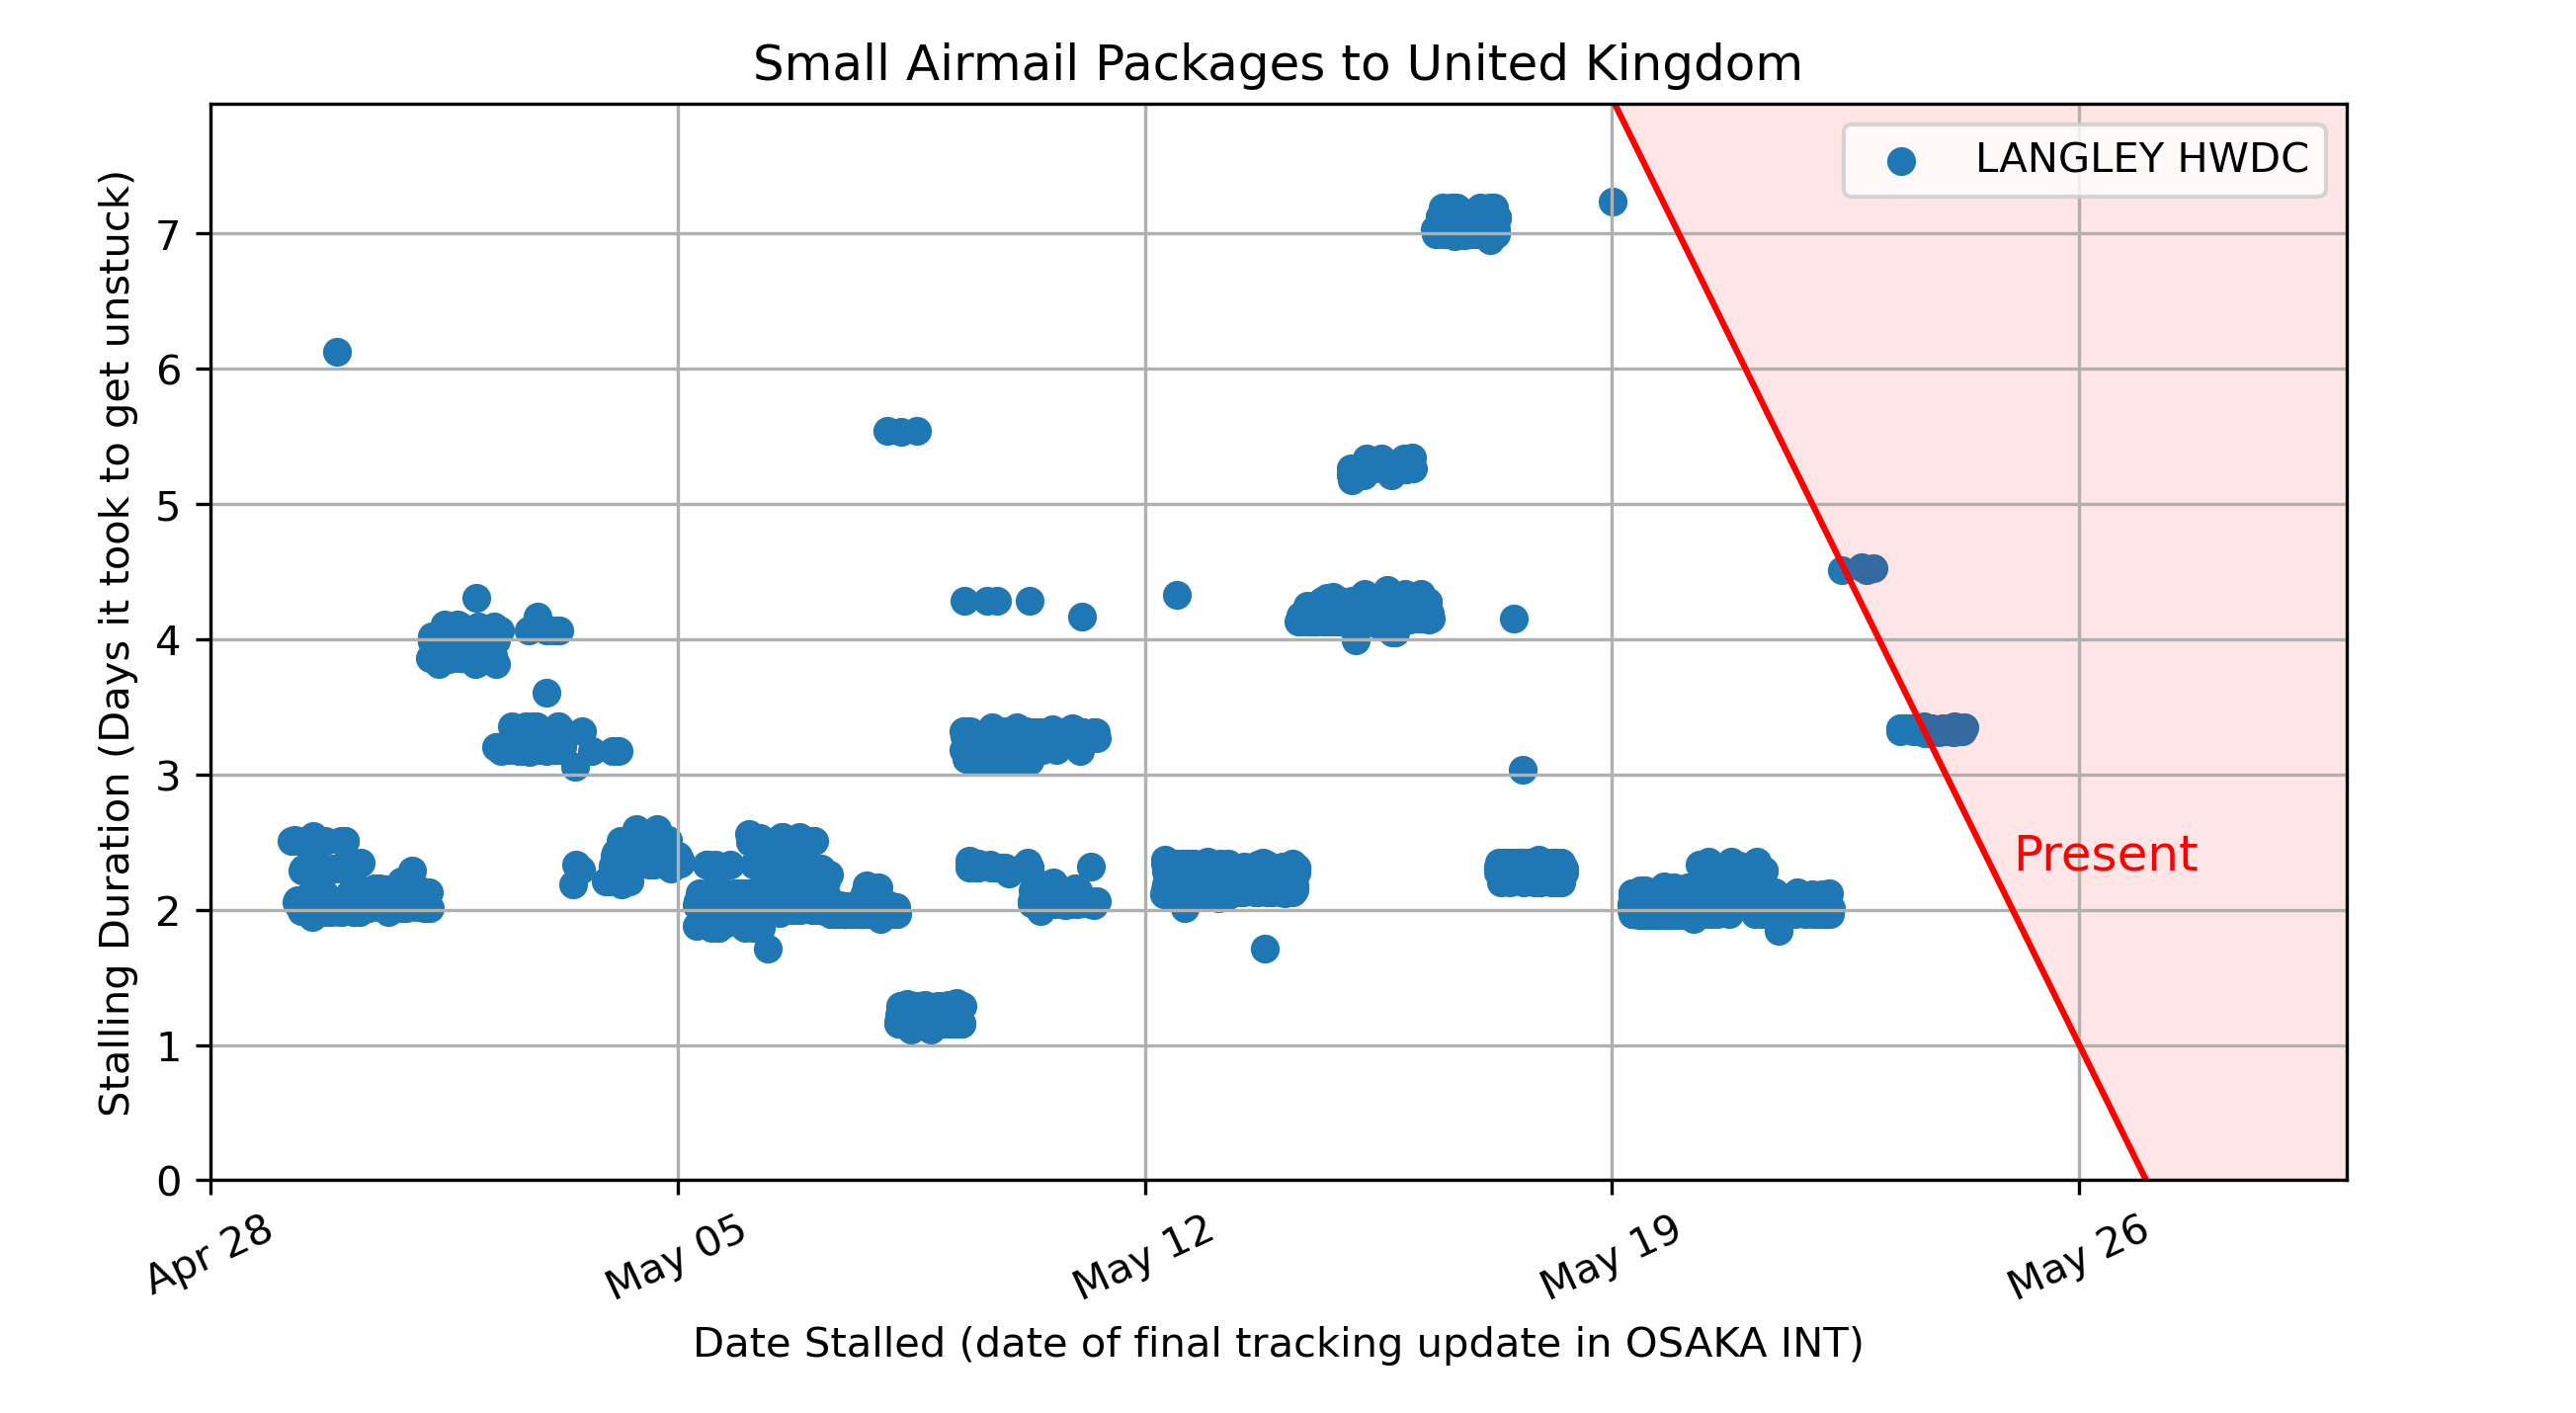 Small Airmail Packages to United Kingdom
LANGLEY HWDC
Stalling Duration (Days it took to get unstuck)
7
6
5
4
3
2
1
0
Present
Apr 28
May 05
May 12
May 19
May 26
Date Stalled (date of final tracking update in OSAKA INT)